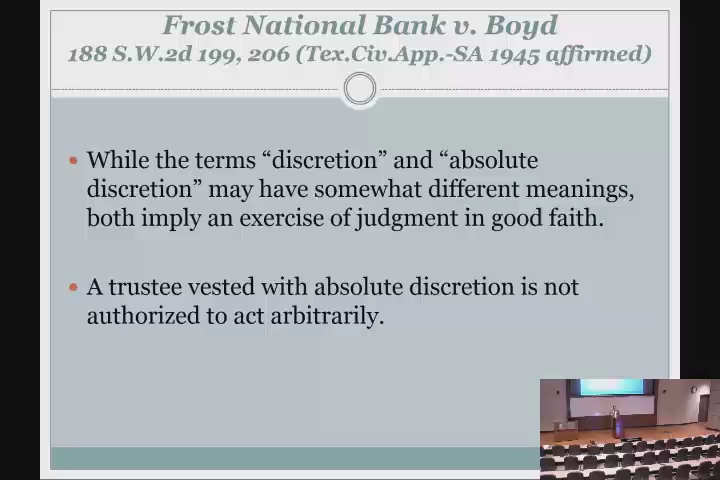 Frost National Bank v. Boyd
188 S.W.2d 199, 206 (Tex.Civ.App.-SA 1945 affirmed)
While the terms “discretion” and “absolute
discretion” may have somewhat different meanings,
both imply an exercise of judgment in good faith.
A trustee vested with absolute discretion is not
authorized to act arbitrarily.